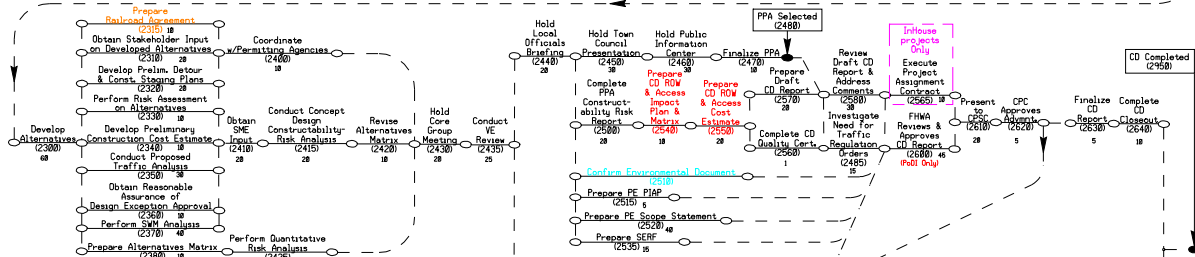 Prepare
Railroad Agreement
(2315) 10
Obtain Stakeholder Input
on Developed Alternatives
(2310) 20
Coordinate
w/Permitting Agencies
(2400)
10
Develop Prelim. Detour
& Const. Staging Plans
(2320) 20
Perform Risk Assessment
on Alternatives
(2330) 10
Develop
Alternatives
(2300)
60
Develop Preliminary
Construction Cost Estimate
(2340) 10
Conduct Proposed
Traffic Analysis
(2350) 30
Obtain Reasonable
Assurance of
Design Exception Approval
(2360) 10
Perform SWM Analysis
(2370) 40
Prepare Alternatives Matrix
(2380) 10
Perform Quantitative
Risk Analysis
Obtain
SME
Input
(2410)
20
Conduct Concept
Design
Constructability-
Risk Analysis
(2415)
20
Revise
Alternatives
Matrix
(2420)
10
Hold
Core
Group
Meeting
(2430)
20
Conduct
VE
Review
(2435)
25
Hold
Local
Officials
Briefing
(2440)
20
Hold Town
Council
Presentation
(2450)
30
Hold Public
Information
Center
(2460)
30
Finalize PPA
(2470)
10
PPA Selected
(2480)
Complete
PPA
Construct-
ability Risk
Report
(2500)
20
Prepare
CD ROW
& Access
Impact
Plan &
Matrix
(2540)
10
Prepare
CD ROW
& Access
Cost
Estimate
(2550)
20
Prepare
Draft
CD Report
(2570)
20
Complete CD
Quality Cert.
(2560)
1
Review
Draft CD
Report &
Address
Comments
(2580)
30
Investigate
Need for
Traffic
Regulation
Orders
(2485)
15
InHouse
projects
Only
Execute
Project
Assignment
Contract
(2565) 10
FHWA
Reviews &
Approves
CD Report
(2600) 45
(PoDI Only)
Confirm Environmental Document
(2510)
Prepare PE PIAP
(2515) 5
Prepare PE Scope Statement
(2520) 40
Prepare SERF
(2535) 15
Present
to
CPSC
(2610)
20
CPC
Approves
Advmnt.
(2620)
5
Finalize
CD
Report
(2630)
5
Complete
CD
Closeout
(2640)
10
CD Completed
(2950)